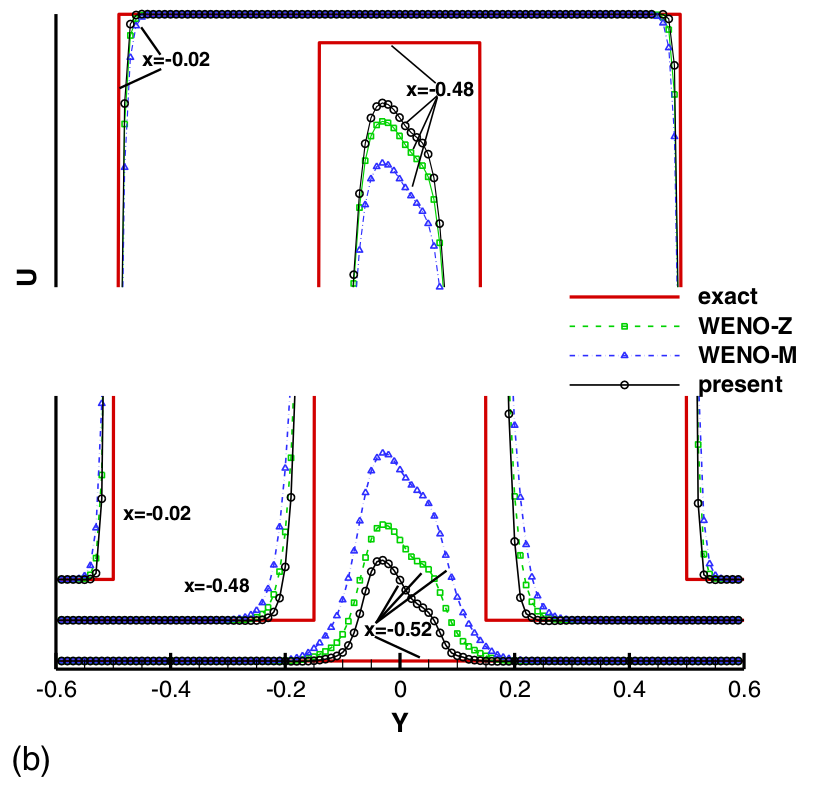 x=-0.02
x=-0.48
U
exact
WENO-Z
WENO-M
present
x=-0.02
x=-0.48
x=-0.52
-0.6 -0.4 -0.2 0 0.2 0.4 0.6
Y
(b)